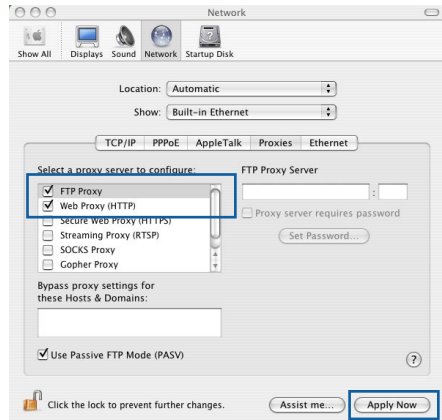 Network
Show All Displays Sound Network Startup Disk
Location: Automatic
Show: Built-in Ethernet
TCP/IP PPPoE AppleTalk Proxies Ethernet
Select a proxy server to configure: FTP Proxy Server
FTP Proxy
Web Proxy (HTTP)
:
Secure Web Proxy (HTTPS)
Proxy server requires password
Streaming Proxy (RTSP)
Set Password...
SOCKS Proxy
Gopher Proxy
Bypass proxy settings for
these Hosts & Domains:
Use Passive FTP Mode (PASV)
?
Click the lock to prevent further changes. Assist me... Apply Now